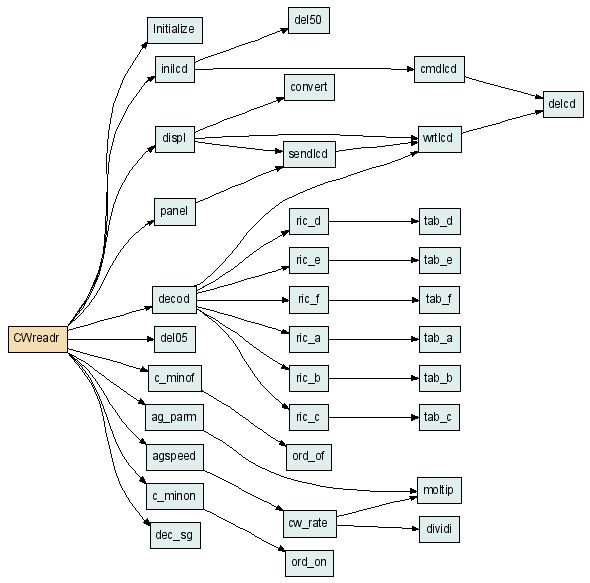 Initialize
del50
inilcd
cmdlcd
convert
delcd
displ
wrtlcd
sendlcd
panel
ric_d
tab_d
ric_e
tab_e
decod
ric_f
tab_f
CWreadr
del05
ric_a
tab_a
c_minof
ric_b
tab_b
ag_parm
ric_c
tab_c
agspeed
ord_of
c_minon
moltip
cw_rate
dividi
dec_sg
ord_on